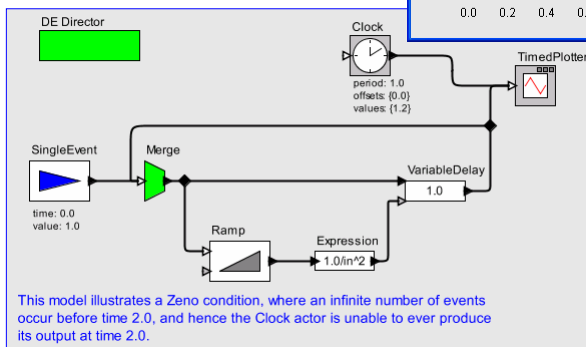 0.0 0.2 0.4
DE Director
Clock
TimedPlotter
period: 1.0
offsets: {0.0}
values: {1.2}
SingleEvent
Merge
VariableDelay
1.0
time: 0.0
value: 1.0
Ramp
Expression
1.0/in^2
This model illustrates a Zeno condition, where an infinite number of events
occur before time 2.0, and hence the Clock actor is unable to ever produce
its output at time 2.0.